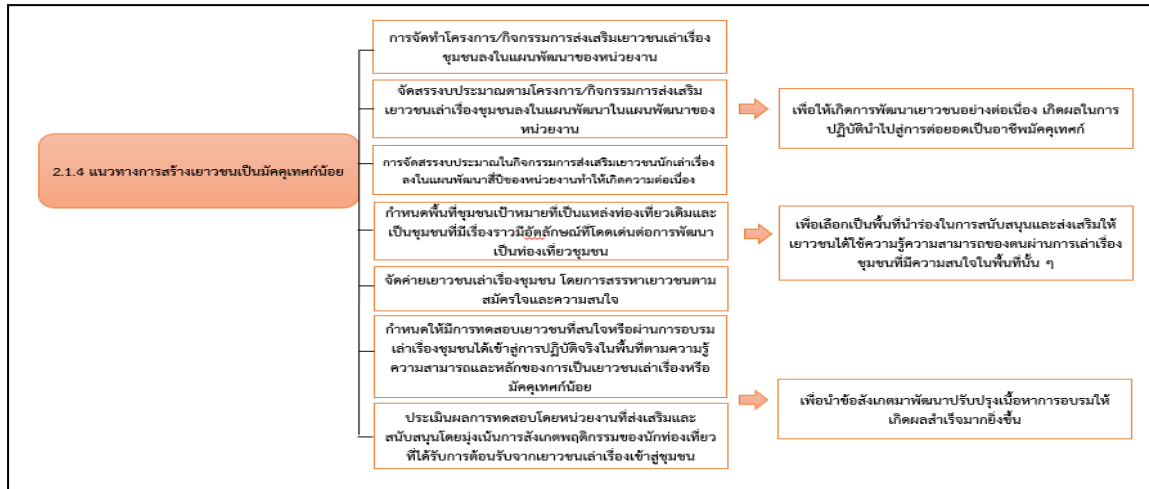 การจัดทำโครงการ/กิจกรรมการส่งเสริมเยาวชนเล่าเรื่อง
ชุมชนลงในแผนพัฒนาของหน่วยงาน
จัดสรรงบประมาณตามโครงการ/กิจกรรมการส่งเสริม
เยาวชนเล่าเรื่องชุมชนลงในแผนพัฒนาในแผนพัฒนาของ
หน่วยงาน
เพื่อให้เกิดการพัฒนาเยาวชนอย่างต่อเนื่อง เกิดผลในการ
ปฏิบัตินำไปสู่การต่อยอดเป็นอาชีพมัคคุเทศก์
2.1.4 แนวทางการสร้างเยาวชนเป็นมัคคุเทศก์น้อย
การจัดสรรงบประมาณในกิจกรรมการส่งเสริมเยาวชนนักเล่าเรื่อง
ลงในแผนพัฒนาสี่ปีของหน่วยงานทำให้เกิดความต่อเนื่อง
กำหนดพื้นที่ชุมชนเป้าหมายที่เป็นแหล่งท่องเที่ยวเดิมและ
เป็นชุมชนที่มีเรื่องราวมีอัตลักษณ์ที่โดดเด่นต่อการพัฒนา
เป็นท่องเที่ยวชุมชน
เพื่อเลือกเป็นพื้นที่นำร่องในการสนับสนุนและส่งเสริมให้
เยาวชนได้ใช้ความรู้ความสามารถของตนผ่านการเล่าเรื่อง
ชุมชนที่มีความสนใจในพื้นที่นั้น ๆ
จัดค่ายเยาวชนเล่าเรื่องชุมชน โดยการสรรหาเยาวชนตาม
สมัครใจและความสนใจ
กำหนดให้มีการทดสอบเยาวชนที่สนใจหรือผ่านการอบรม
เล่าเรื่องชุมชนได้เข้าสู่การปฏิบัติจริงในพื้นที่ตามความรู้
ความสามารถและหลักของการเป็นเยาวชนเล่าเรื่องหรือ
มัคคุเทศก์น้อย
เพื่อนำข้อสังเกตมาพัฒนาปรับปรุงเนื้อหาการอบรมให้
เกิดผลสำเร็จมากยิ่งขึ้น
ประเมินผลการทดสอบโดยหน่วยงานที่ส่งเสริมและ
สนับสนุนโดยมุ่งเน้นการสังเกตพฤติกรรมของนักท่องเที่ยว
ที่ได้รับการต้อนรับจากเยาวชนเล่าเรื่องเข้าสู่ชุมชน